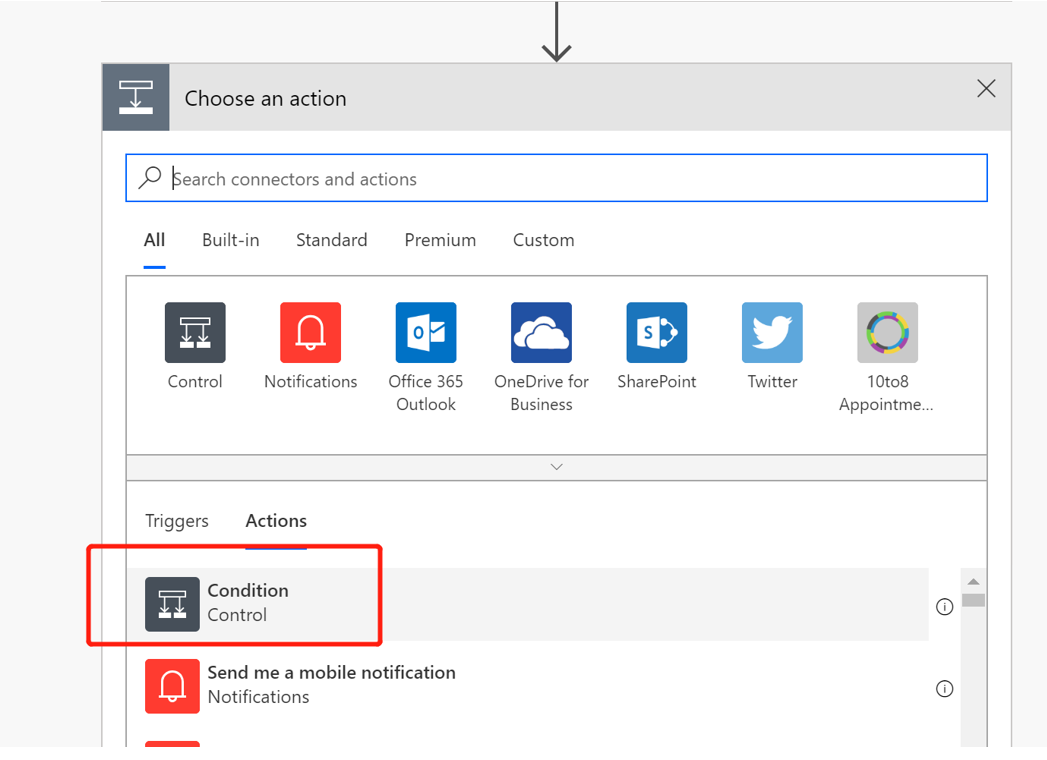 Choose an action
Search connectors and actions
All Built-in Standard Premium Custom
Control Notifications Office 365 OneDrive for SharePoint Twitter 10to8
Outlook Business Appointme...
Triggers Actions
Condition
Control
Send me a mobile notification
Notifications